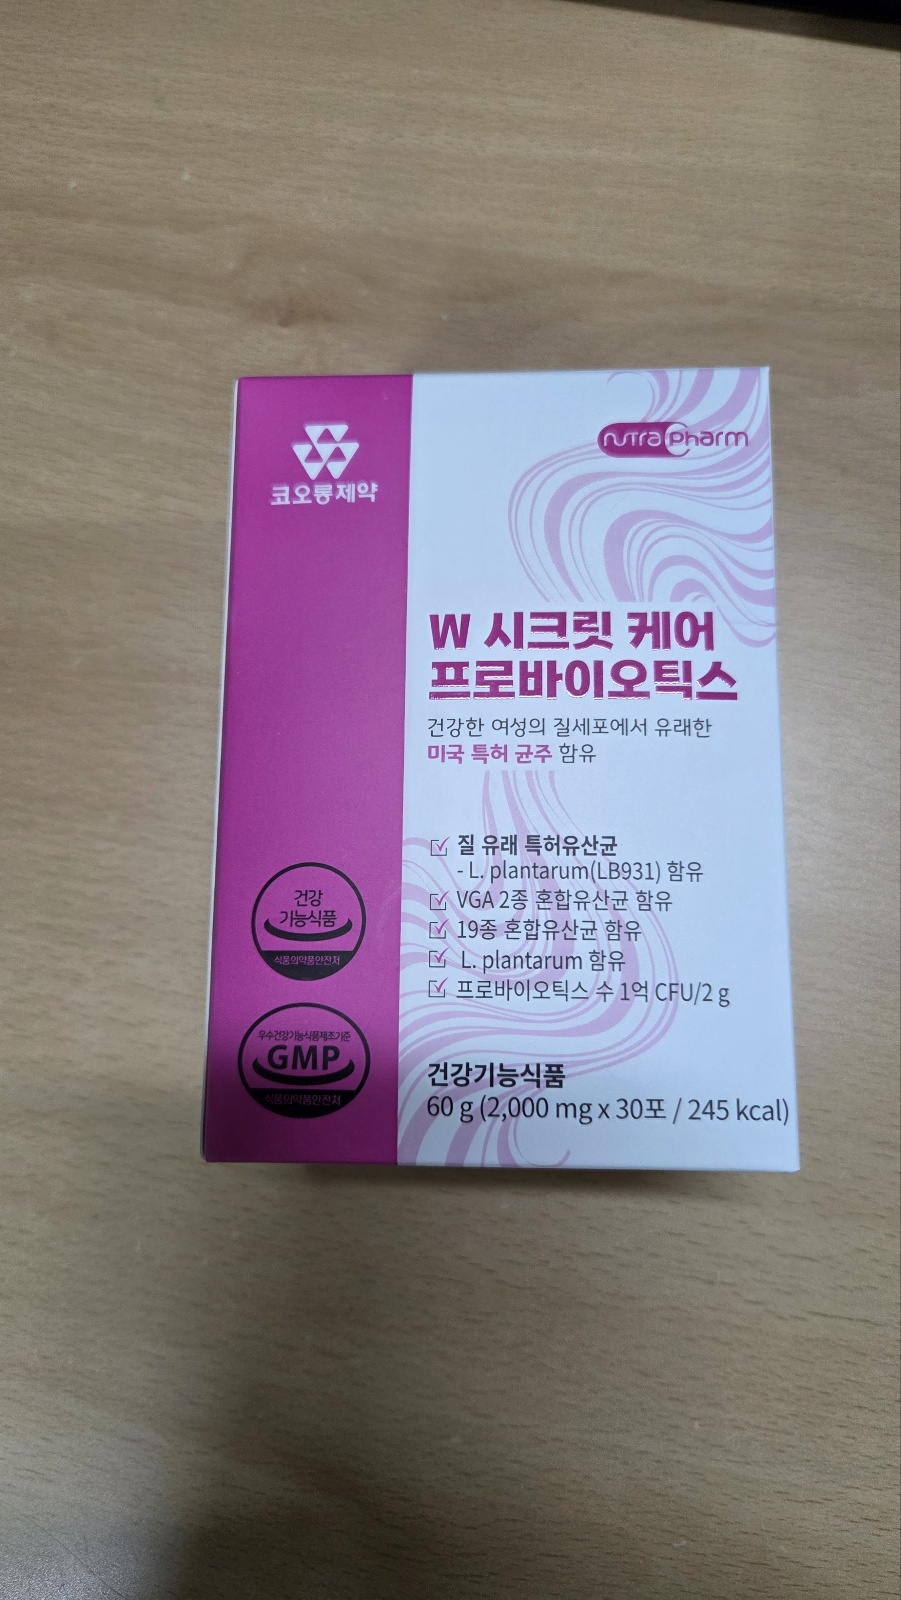 코오롱제약
nutrapharm
W 시크릿 케어
프로바이오틱스
건강한 여성의 질세포에서 유래한
미국 특허 균주 함유
질 유래 특허유산균
- L. plantarum(LB931) 함유
VGA 2종 혼합유산균 함유
19종 혼합유산균 함유
L. plantarum 함유
프로바이오틱스 수 1억 CFU/2 g
건강기능식품
60 g (2,000 mg x 30포 / 245 kcal)
건강
기능식품
식품의약품안전처
우수건강기능식품제조기준
GMP
식품의약품안전처